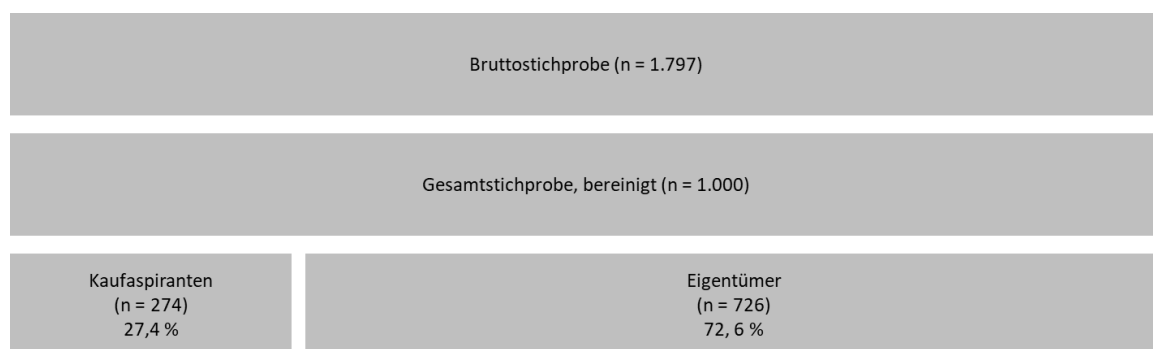 Bruttostichprobe (n = 1.797)
Gesamtstichprobe, bereinigt (n = 1.000)
Kaufaspiranten
(n = 274)
27,4 %
Eigentümer
(n = 726)
72, 6 %